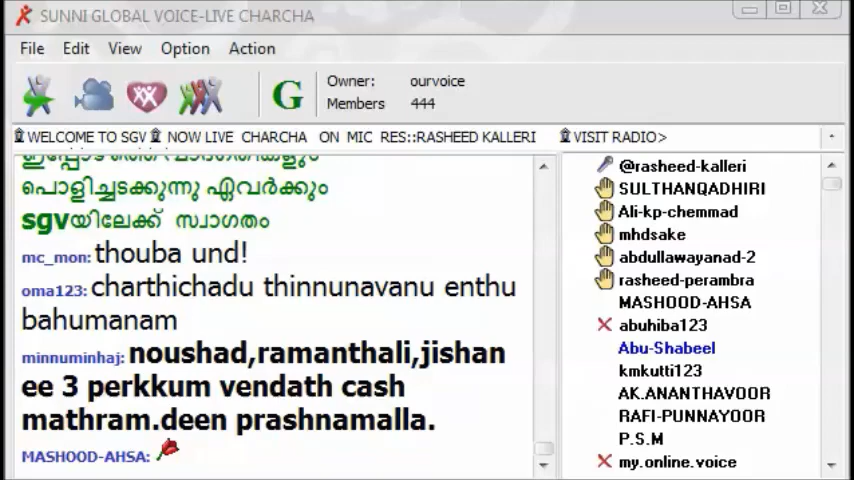 SUNNI GLOBAL VOICE-LIVE CHARCHA
File Edit View Option Action
G
Owner: ourvoice
Members 444
WELCOME TO SGV NOW LIVE CHARCHA ON MIC RES::RASHEED KALLERI
VISIT RADIO>
പൊളിച്ചടക്കുന്നു ഏവർക്കും
sgvയിലേക്ക് സ്വാഗതം
mc_mon: thouba und!
oma123: charthichadu thinnunavanu enthu
bahumanam
minnuminhaj: noushad,ramanthali,jishan
ee 3 perkkum vendath cash
mathram.deen prashnamalla.
MASHOOD-AHSA:
@rasheed-kalleri
SULTHANQADHIRI
Ali-kp-chemmad
mhdsake
abdullawayanad-2
rasheed-perambra
MASHOOD-AHSA
abuhiba123
Abu-Shabeel
kmkutti123
AK.ANANTHAVOOR
RAFI-PUNNAYOOR
P.S.M
my.online.voice